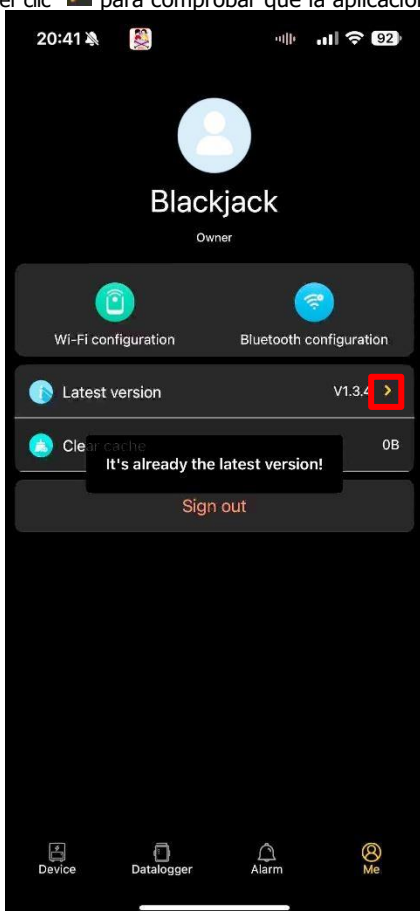 el clic para comprobar que la aplicación
20:41 92
Blackjack
Owner
Wi-Fi configuration Bluetooth configuration
Latest version V1.3.4
Clear cache 0B
It's already the latest version!
Sign out
Device Datalogger Alarm Me